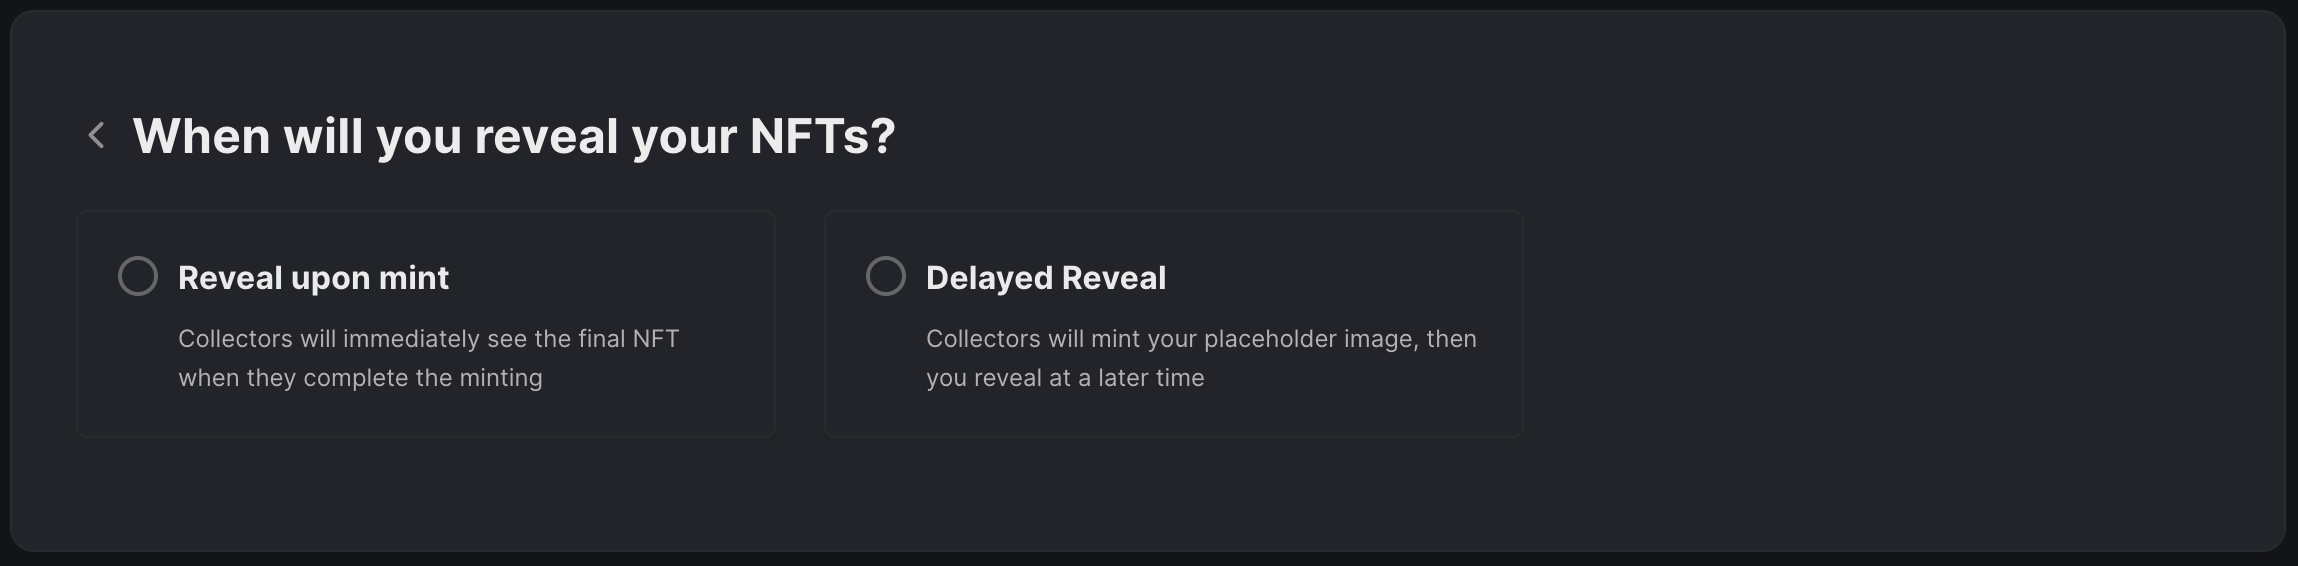 When will you reveal your NFTs?
Reveal upon mint
Collectors will immediately see the final NFT
when they complete the minting
Delayed Reveal
Collectors will mint your placeholder image, then
you reveal at a later time